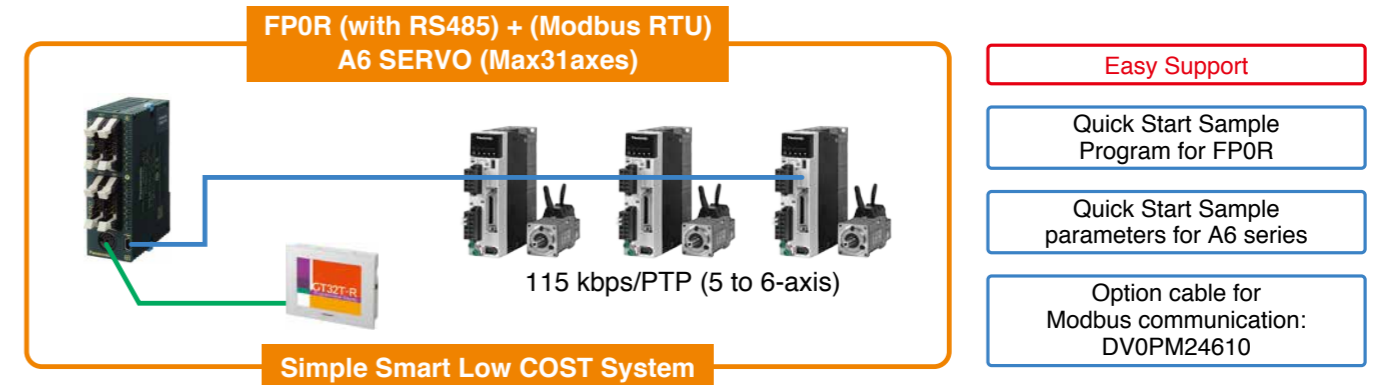 FP0R (with RS485) + (Modbus RTU)
A6 SERVO (Max31axes)
GT32T-R
115 kbps/PTP (5 to 6-axis)
Simple Smart Low COST System
Easy Support
Quick Start Sample
Program for FP0R
Quick Start Sample
parameters for A6 series
Option cable for
Modbus communication:
DV0PM24610